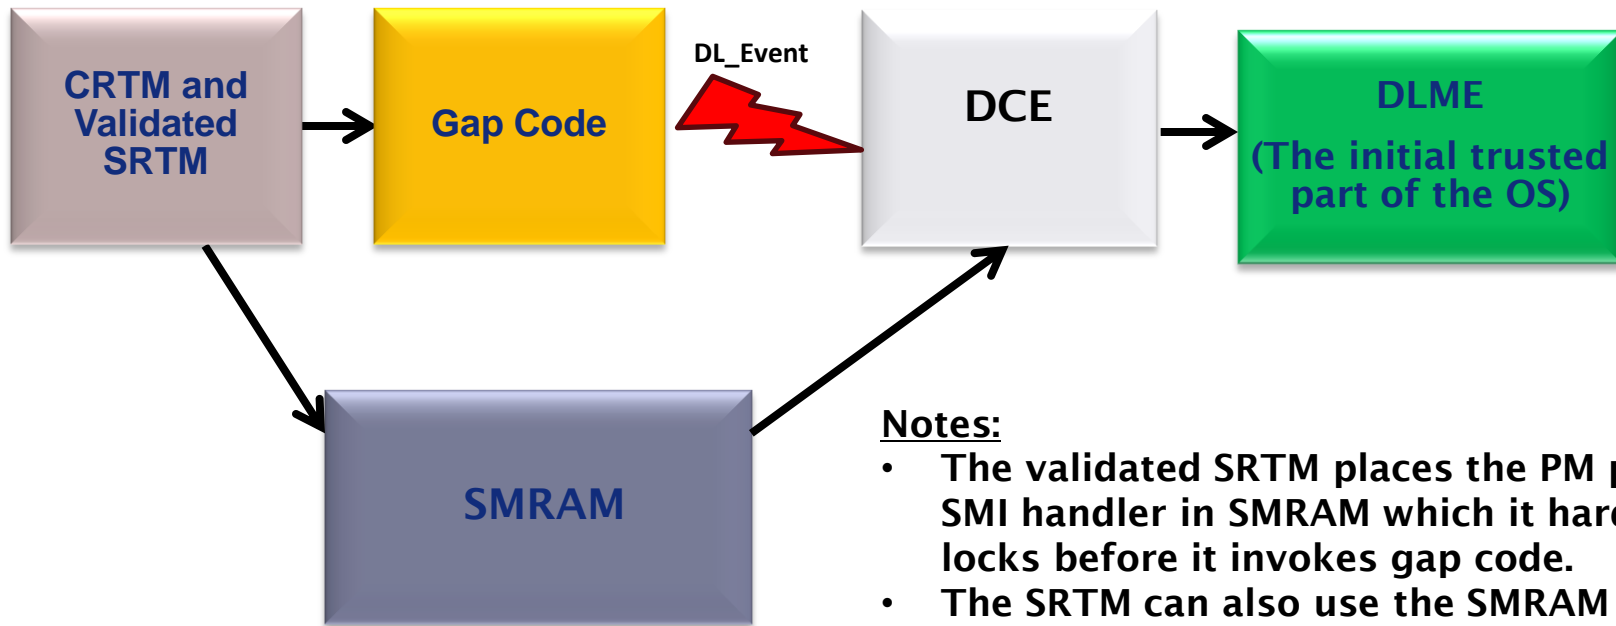 CRTM and
Validated
SRTM
Gap Code
DL_Event
DCE
DLME
(The initial trusted
part of the OS)
SMRAM
Notes:
• The validated SRTM places the PM
SMI handler in SMRAM which it
locks before it invokes gap code.
• The SRTM can also use the SMRAM